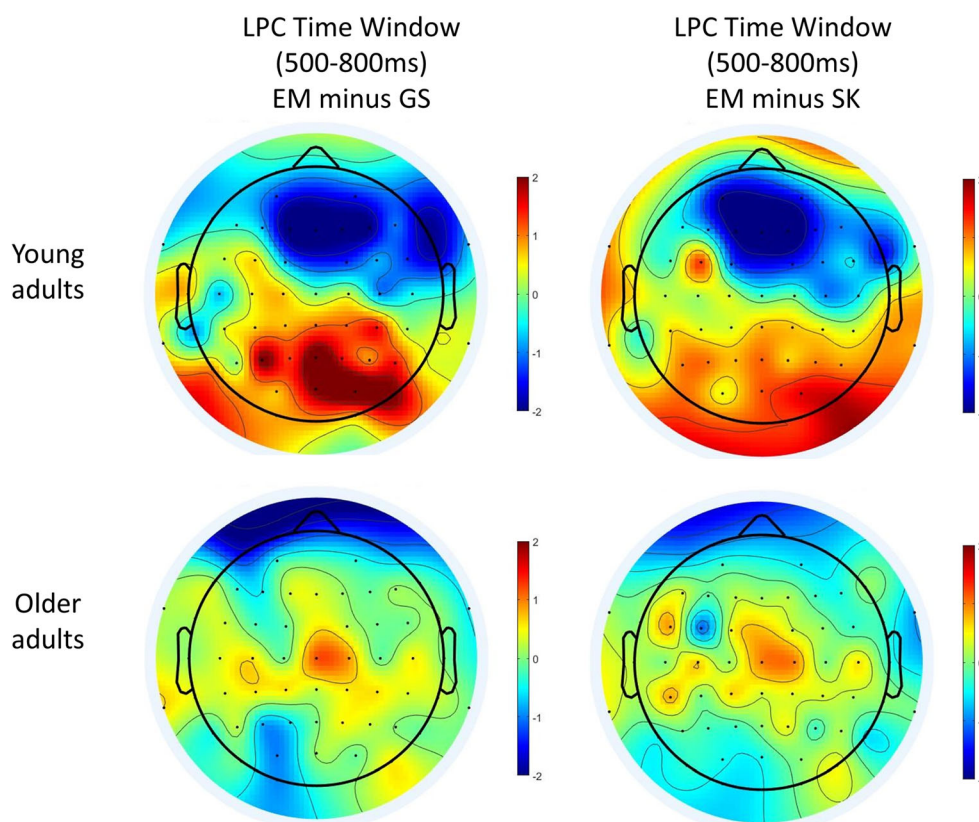 LPC Time Window
(500-800ms)
EM minus GS
LPC Time Window
(500-800ms)
EM minus SK
Young
adults
2
1
0
-1
-2
Older
adults
2
1
0
-1
-2